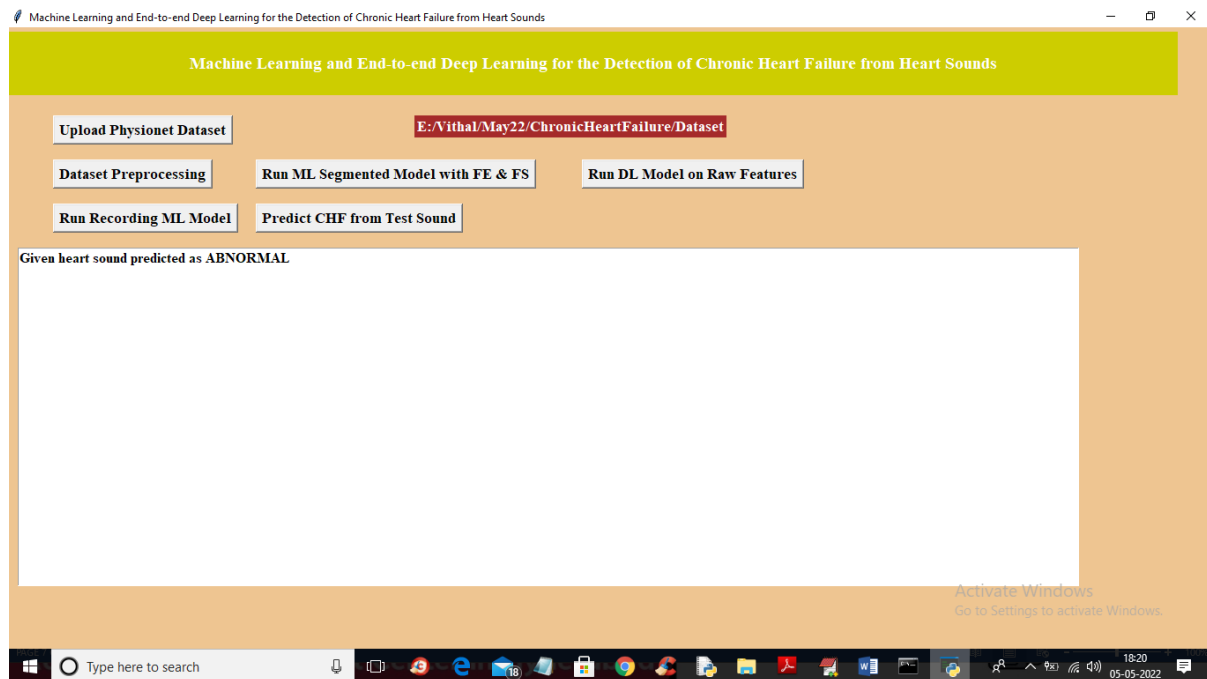 Machine Learning and End-to-end Deep Learning for the Detection of Chronic Heart Failure from Heart Sounds
Machine Learning and End-to-end Deep Learning for the Detection of Chronic Heart Failure from Heart Sounds
Upload Physionet Dataset
E:/Vithal/May22/ChronicHeartFailure/Dataset
Dataset Preprocessing
Run ML Segmented Model with FE & FS
Run DL Model on Raw Features
Run Recording ML Model
Predict CHF from Test Sound
Given heart sound predicted as ABNORMAL
Activate Windows
Go to Settings to activate Windows.
Type here to search
18
18:20
05-05-2022